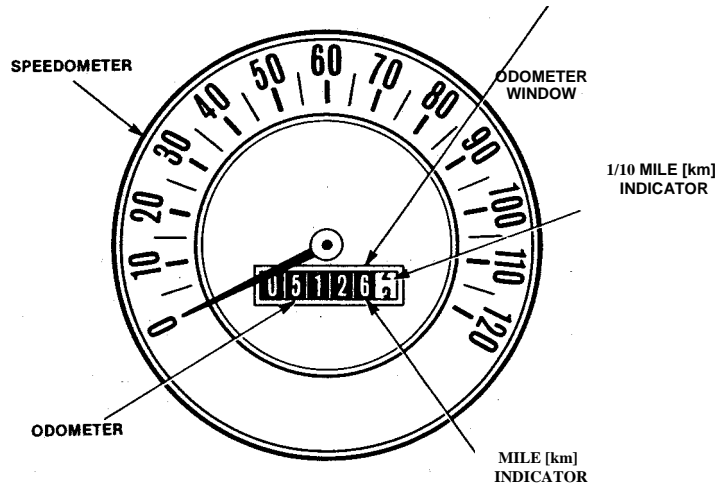 SPEEDOMETER
ODOMETER
WINDOW
1/10 MILE [km]
INDICATOR
0
10
20
30
40
50
60
70
80
90
100
110
120
0 5 1 2 6
ODOMETER
MILE [km]
INDICATOR